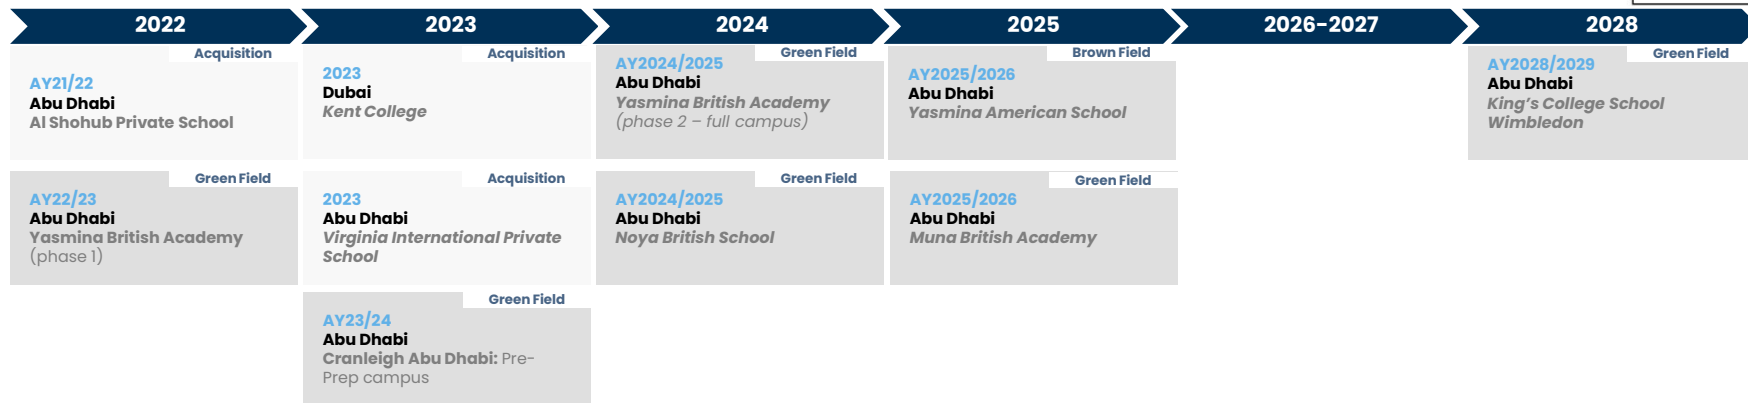 2022
2023
2024
2025
2026-2027
2028
Acquisition
AY21/22
Abu Dhabi
Al Shohub Private School
Acquisition
2023
Dubai
Kent College
Green Field
AY2024/2025
Abu Dhabi
Yasmina British Academy
(phase 2 – full campus)
Brown Field
AY2025/2026
Abu Dhabi
Yasmina American School
Green Field
AY2028/2029
Abu Dhabi
King's College School
Wimbledon
Green Field
AY22/23
Abu Dhabi
Yasmina British Academy
(phase 1)
Acquisition
2023
Abu Dhabi
Virginia International Private
School
Green Field
AY2024/2025
Abu Dhabi
Noya British School
Green Field
AY2025/2026
Abu Dhabi
Muna British Academy
Green Field
AY23/24
Abu Dhabi
Cranleigh Abu Dhabi: Pre-
Prep campus